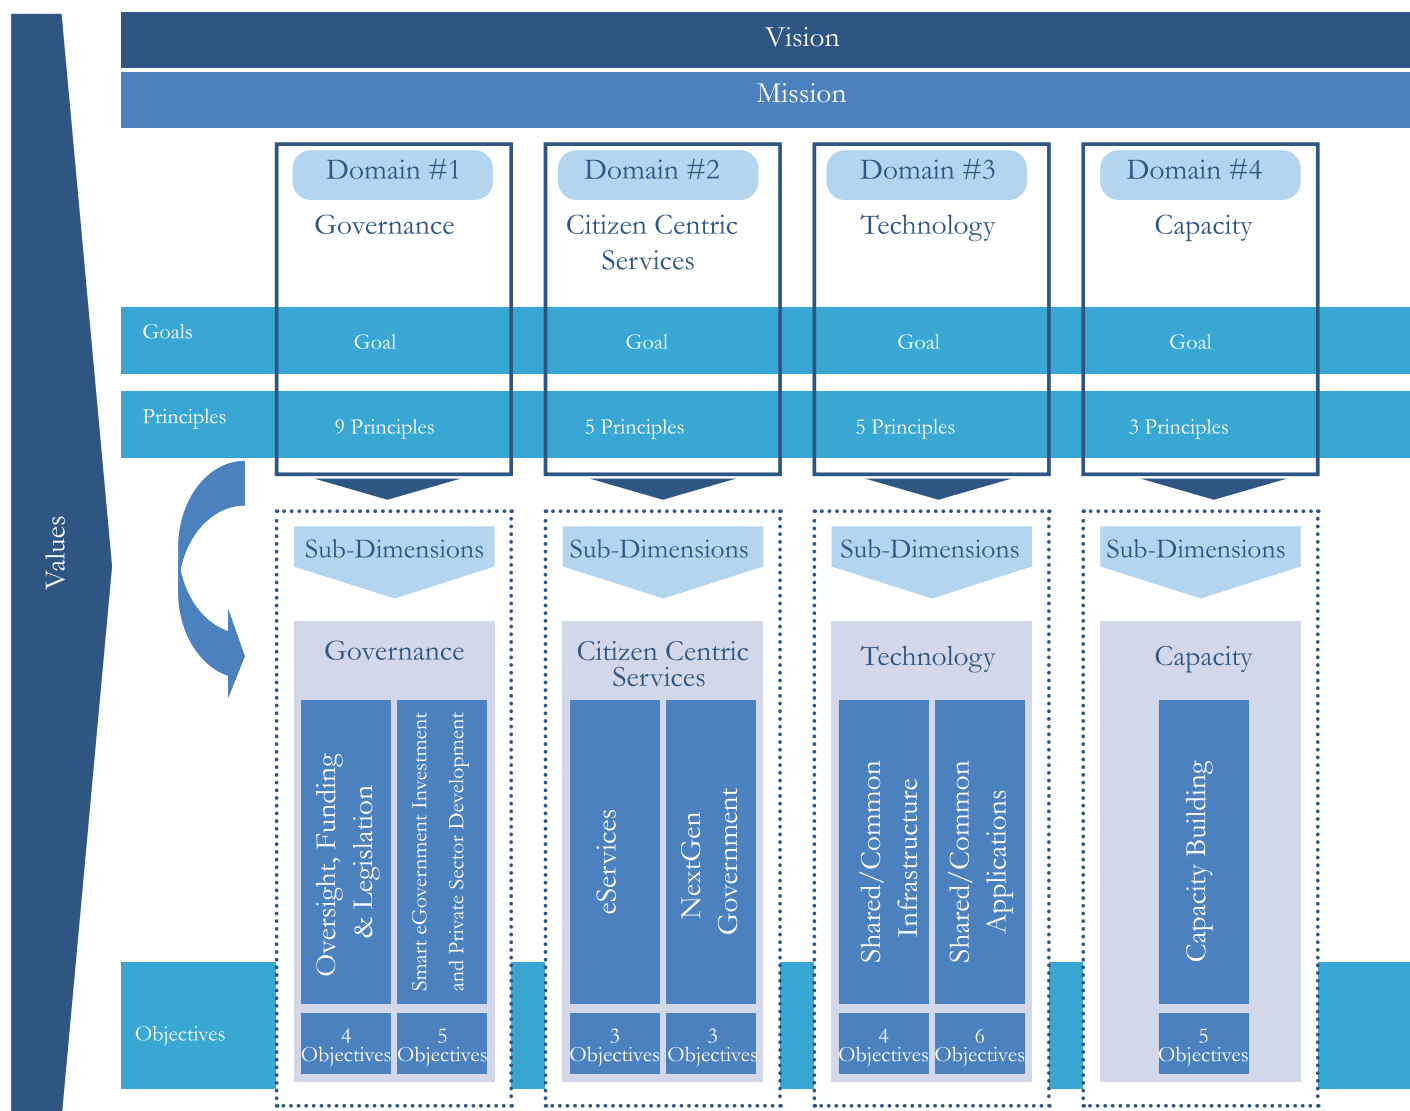 Vision
Mission
Values
Domain #1
Governance
Domain #2
Citizen Centric
Services
Domain #3
Technology
Domain #4
Capacity
Goals
Goal
Goal
Goal
Goal
Principles
9 Principles
5 Principles
5 Principles
3 Principles
Sub-Dimensions
Sub-Dimensions
Sub-Dimensions
Sub-Dimensions
Governance
Oversight, Funding
& Legislation
Smart eGovernment Investment
and Private Sector Development
Citizen Centric
Services
eServices
NextGen
Government
Technology
Shared/Common
Infrastructure
Shared/Common
Applications
Capacity
Capacity Building
Objectives
4
Objectives
5
Objectives
3
Objectives
3
Objectives
4
Objectives
6
Objectives
5
Objectives